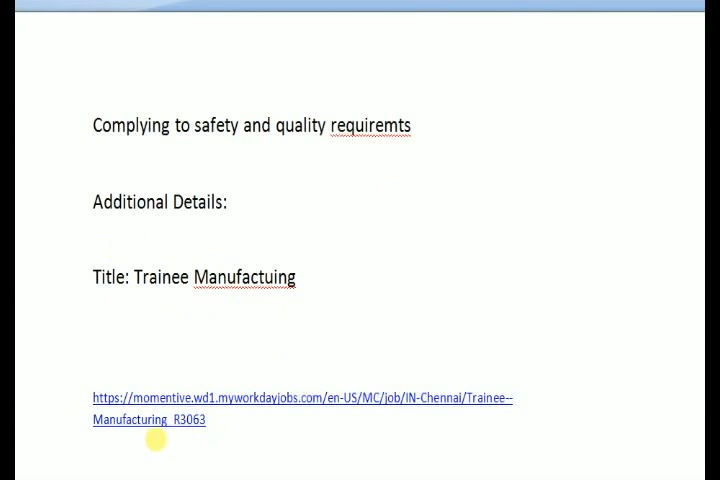 Complying to safety and quality requiremts
Additional Details:
Title: Trainee Manufactuing
https://momentive.wd1.myworkdayjobs.com/en-US/MC/job/IN-Chennai/Trainee--
Manufacturing_R3063